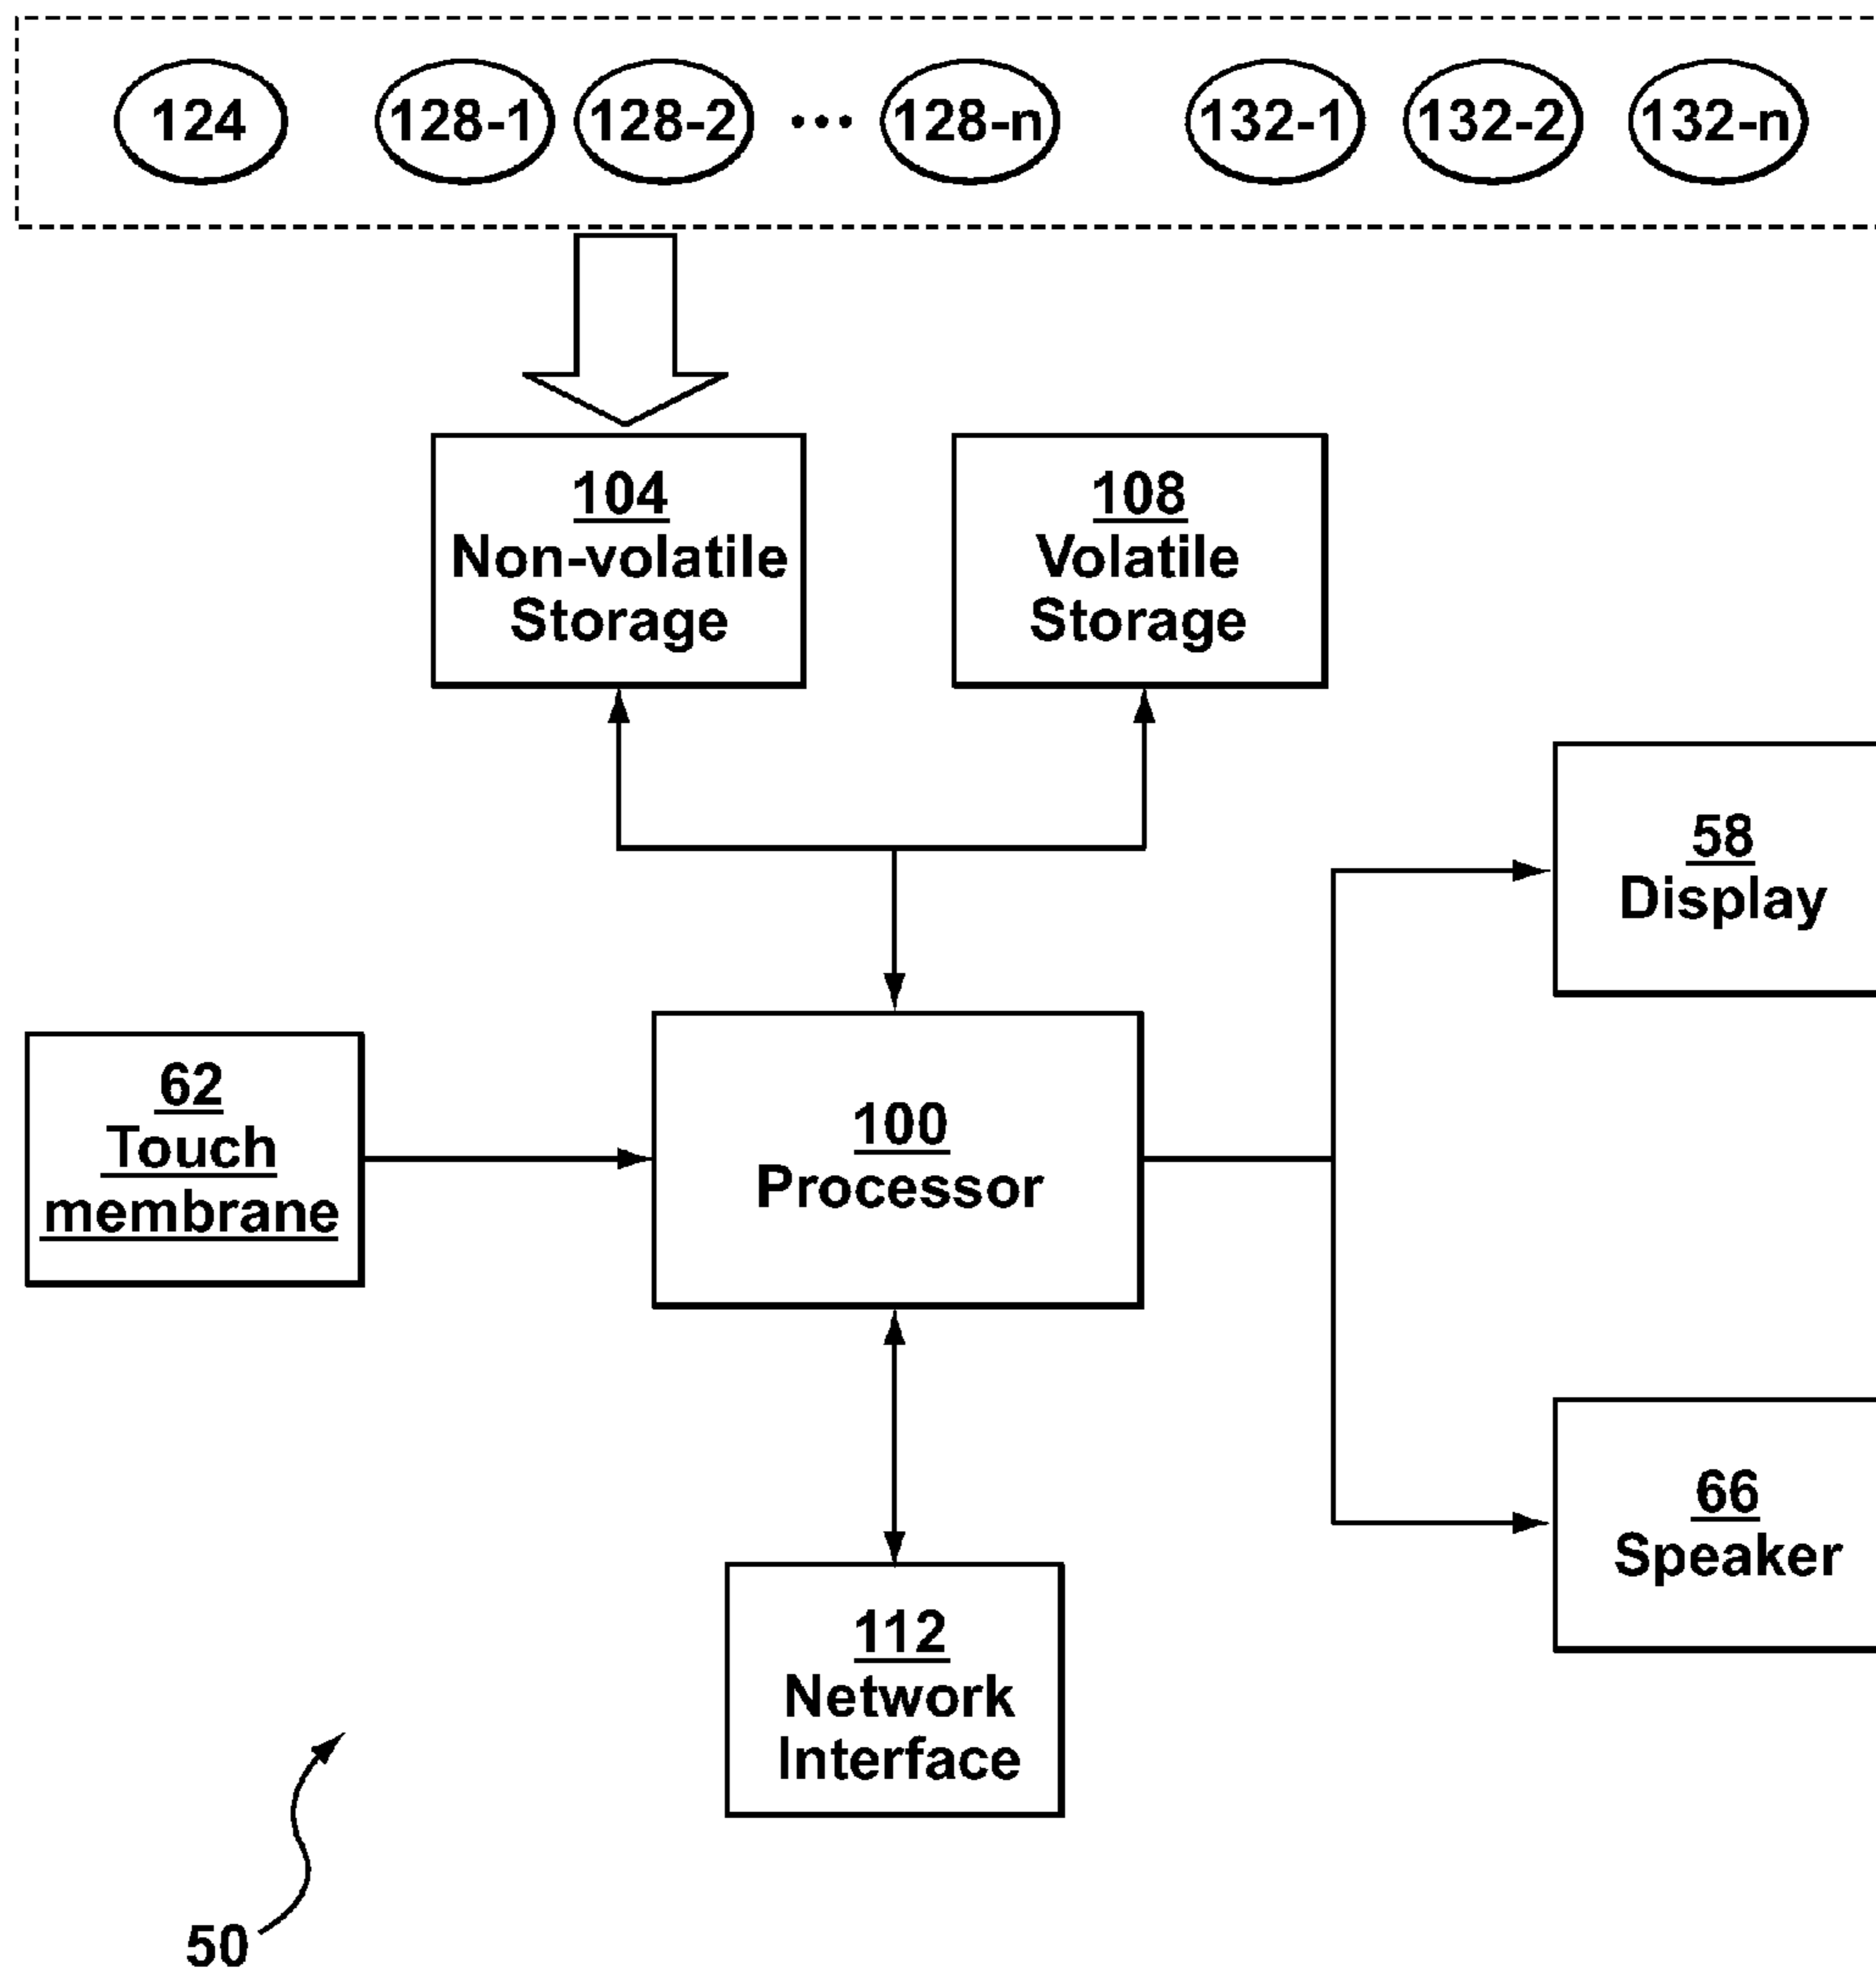 124 128-1 128-2 ••• 128-n 132-1 132-2 132-n
104
Non-volatile
Storage
108
Volatile
Storage
58
Display
62
Touch
membrane
100
Processor
66
Speaker
112
Network
Interface
50